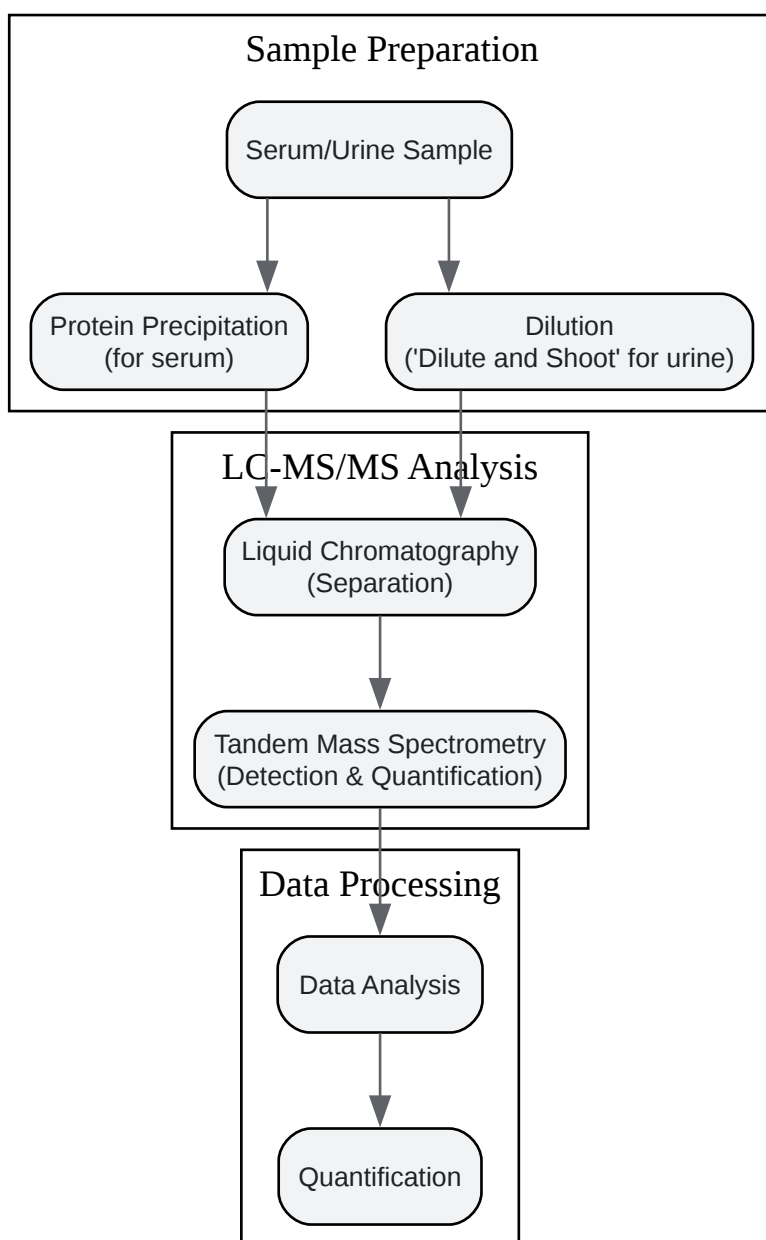 Sample Preparation
Serum/Urine Sample
Protein Precipitation
(for serum)
Dilution
('Dilute and Shoot' for urine)
LC-MS/MS Analysis
Liquid Chromatography
(Separation)
Tandem Mass Spectrometry
(Detection & Quantification)
Data Processing
Data Analysis
Quantification